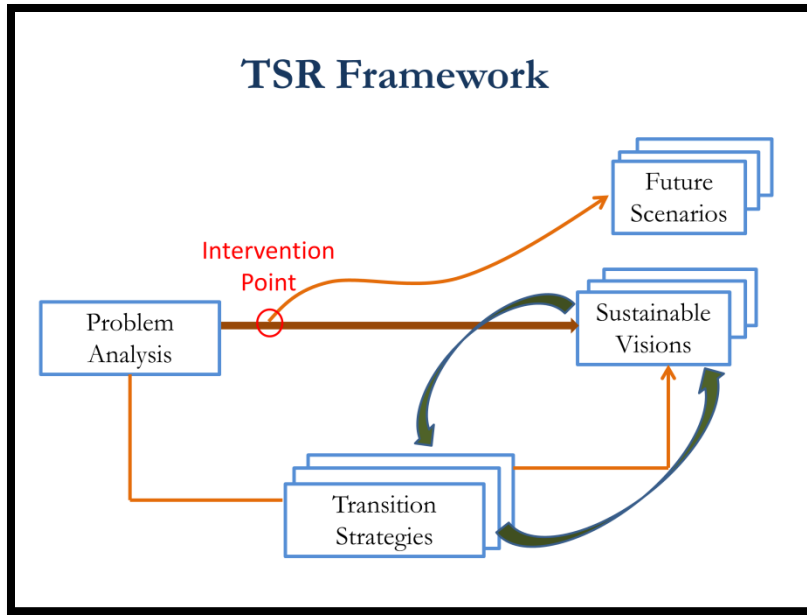 TSR Framework
Future
Scenarios
Intervention
Point
Problem
Analysis
Sustainable
Visions
Transition
Strategies